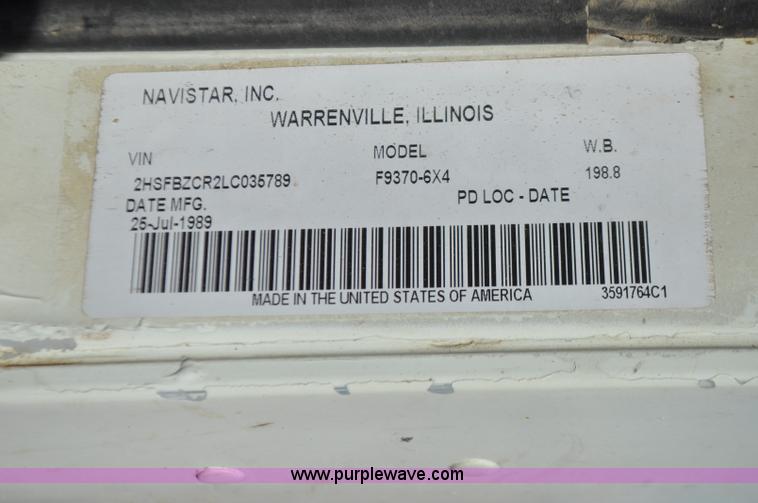 NAVISTAR, INC.
WARRENVILLE, ILLINOIS
VIN MODEL W.B.
2HSFBZCR2LC035789 F9370-6X4 198.8
DATE MFG. PD LOC - DATE
25-Jul-1989
MADE IN THE UNITED STATES OF AMERICA 3591764C1
www.purplewave.com